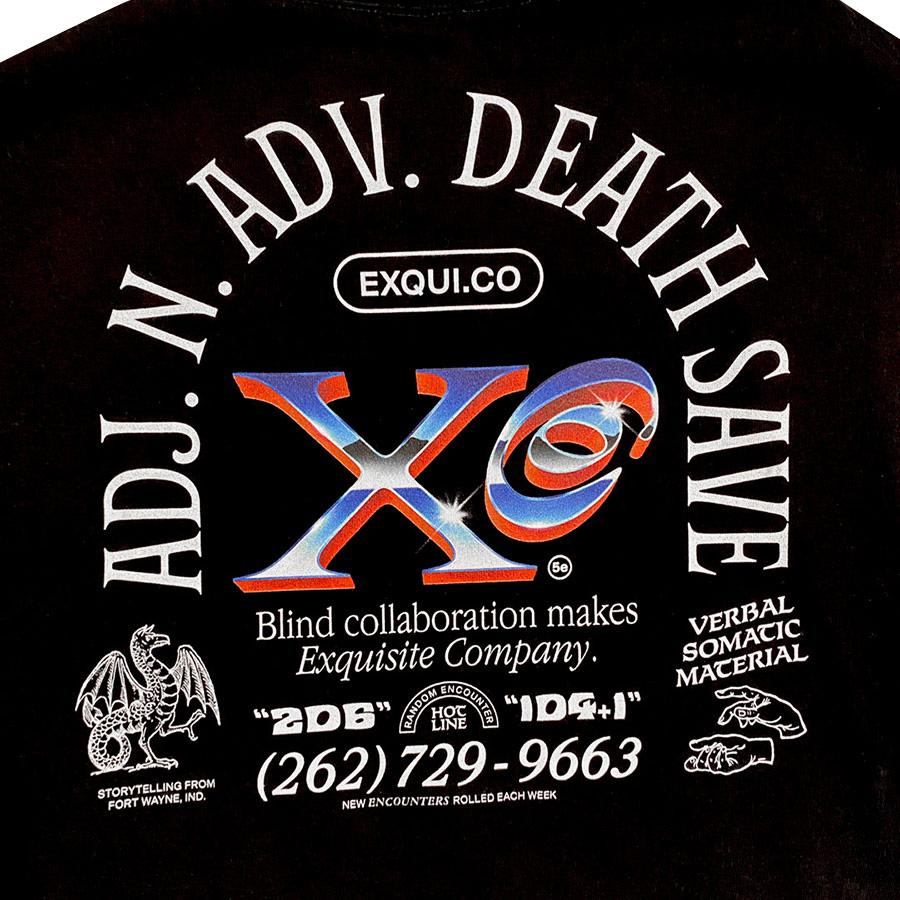 ADJ. N. ADV. DEATH SAVE
EXQUI.CO
XC
5e
Blind collaboration makes
Exquisite Company.
VERBAL
SOMATIC
MATERIAL
"2D6"
RANDOM ENCOUNTER
HOT
LINE
"1D4+1"
(262) 729-9663
NEW ENCOUNTERS ROLLED EACH WEEK
STORYTELLING FROM
FORT WAYNE, IND.